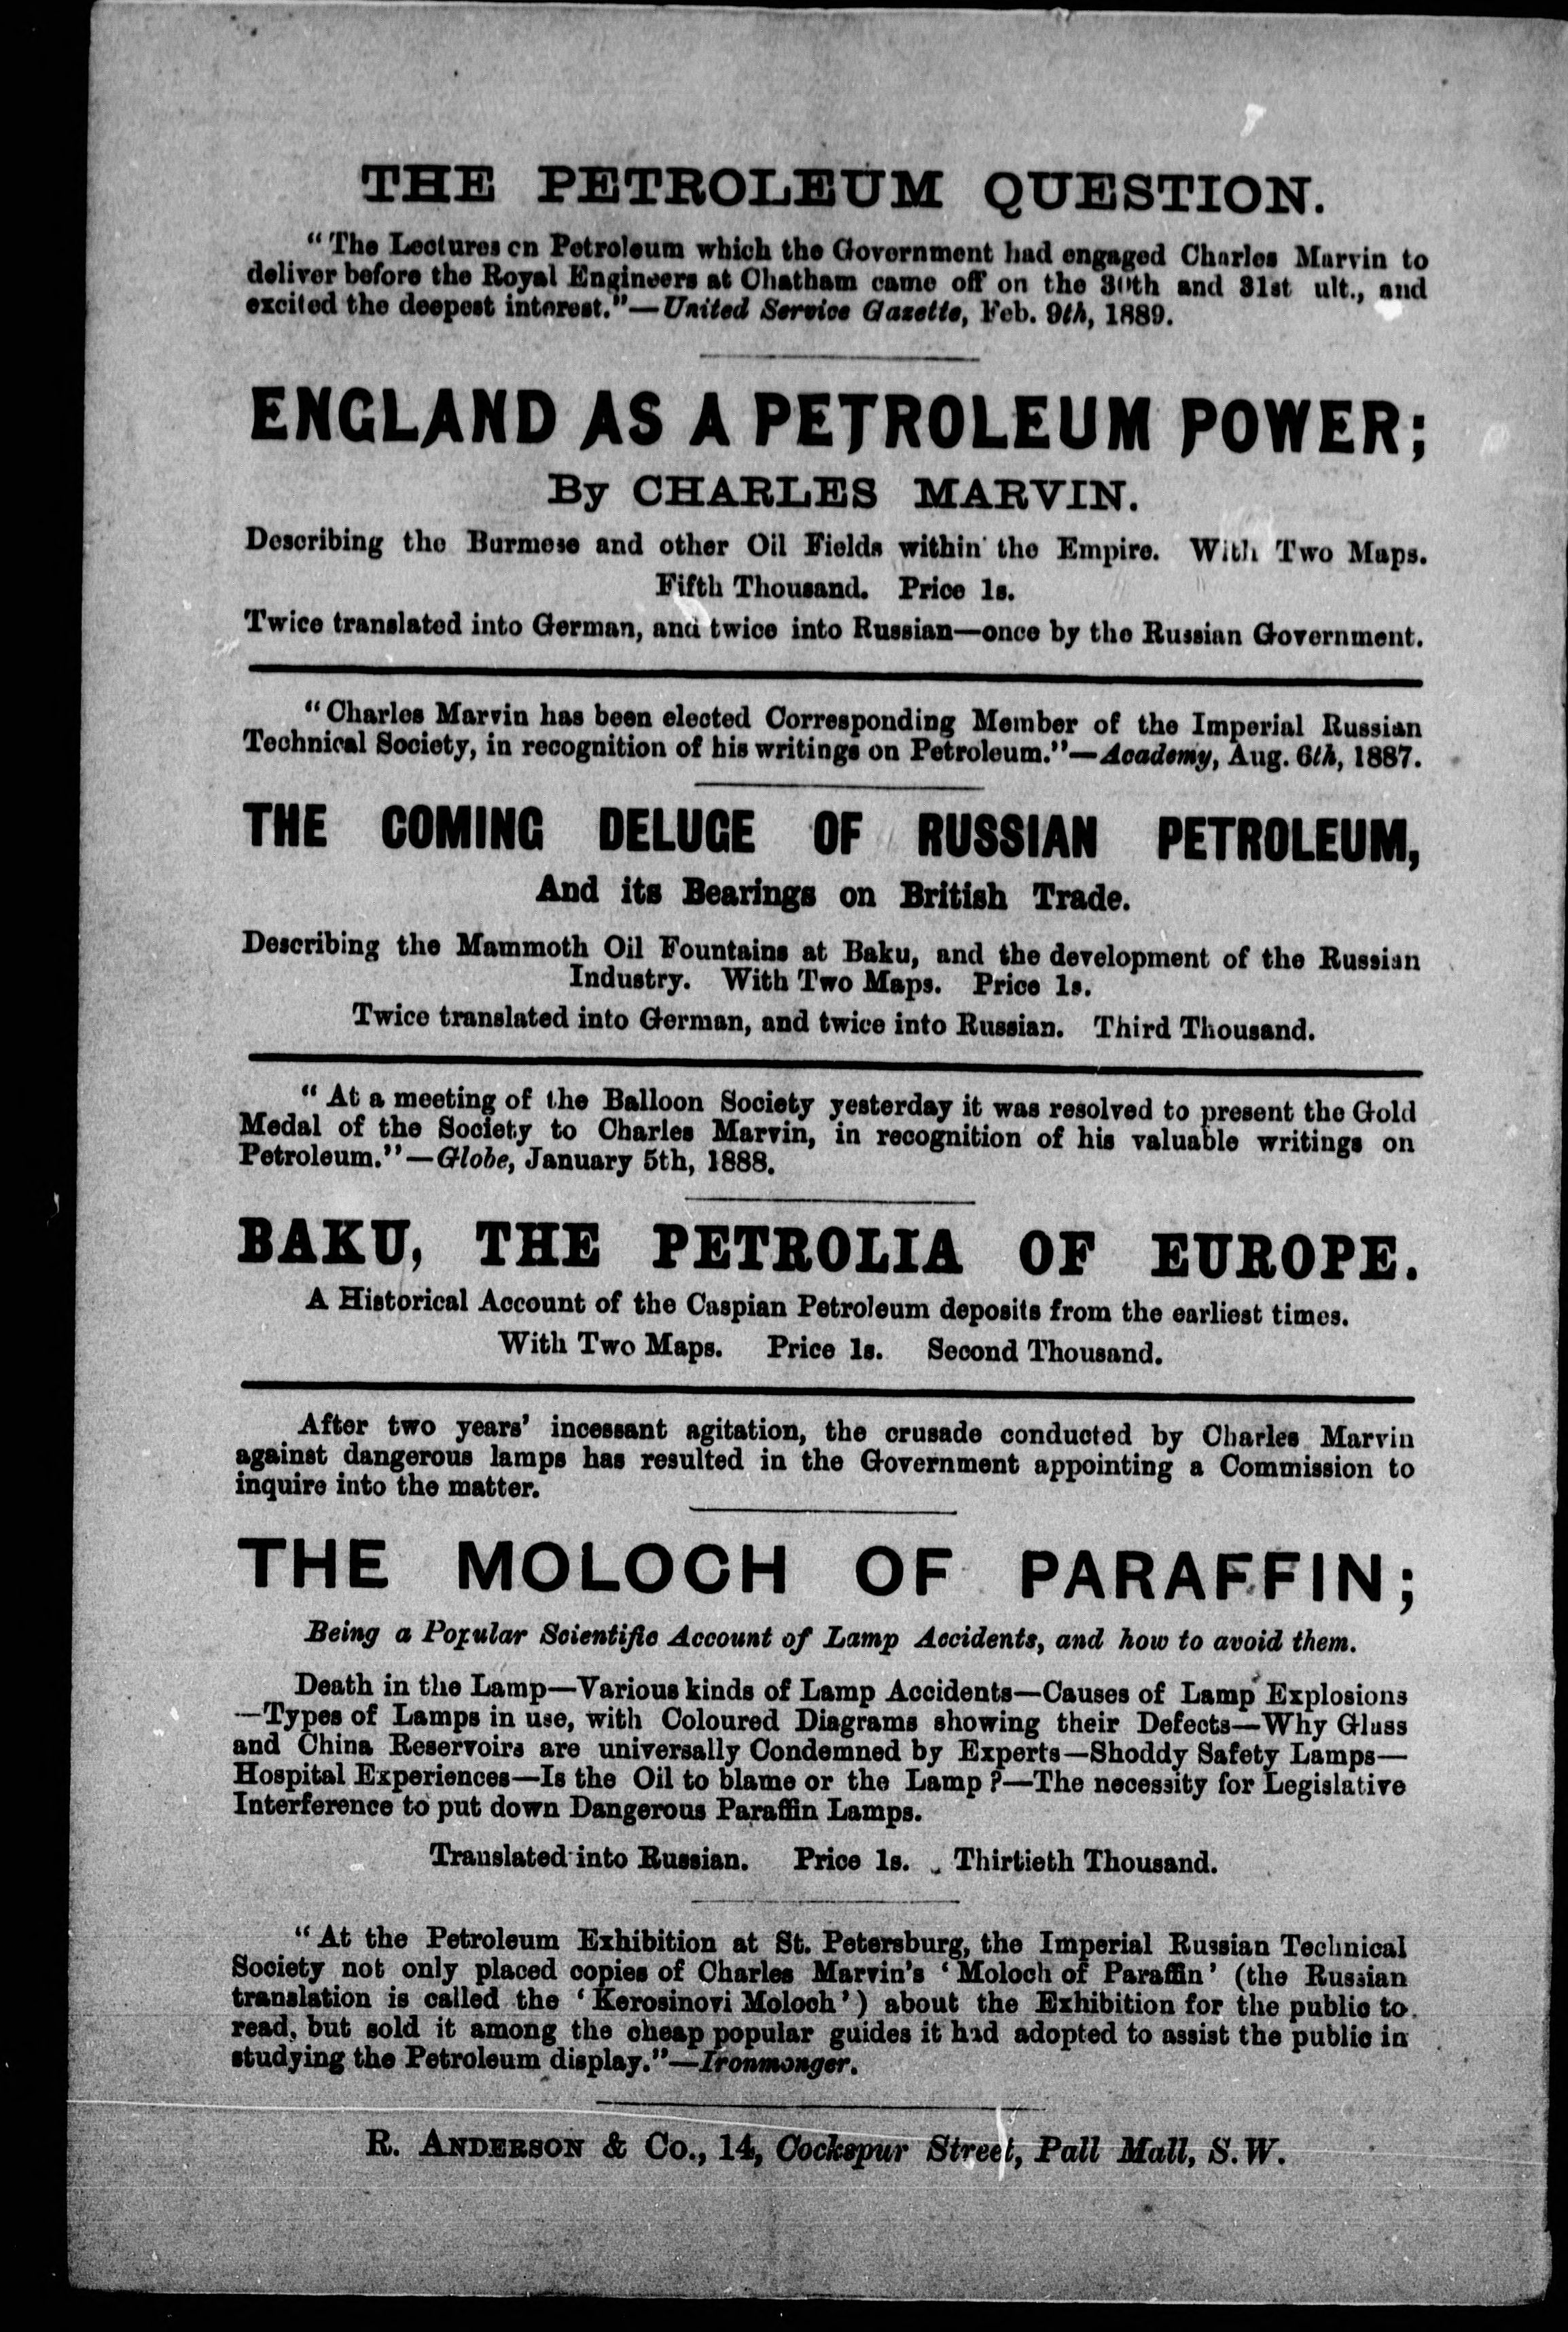 THE PETROLEUM QUESTION.
"The Lectures on Petroleum which the Government had engaged Charles Marvin to
deliver before the Royal Engineers at Chatham came off on the 30th and 31st ult., and
excited the deepest interest."—United Service Gazette, Feb. 9th, 1889.
ENGLAND AS A PETROLEUM POWER;
By CHARLES MARVIN.
Describing the Burmese and other Oil Fields within the Empire. With Two Maps.
Fifth Thousand. Price 1s.
Twice translated into German, and twice into Russian—once by the Russian Government.
"Charles Marvin has been elected Corresponding Member of the Imperial Russian
Technical Society, in recognition of his writings on Petroleum."—Academy, Aug. 6th, 1887.
THE COMING DELUGE OF RUSSIAN PETROLEUM,
And its Bearings on British Trade.
Describing the Mammoth Oil Fountains at Baku, and the development of the Russian
Industry. With Two Maps. Price 1s.
Twice translated into German, and twice into Russian. Third Thousand.
"At a meeting of the Balloon Society yesterday it was resolved to present the Gold
Medal of the Society to Charles Marvin, in recognition of his valuable writings on
Petroleum."—Globe, January 5th, 1888.
BAKU, THE PETROLIA OF EUROPE.
A Historical Account of the Caspian Petroleum deposits from the earliest times.
With Two Maps. Price 1s. Second Thousand.
After two years' incessant agitation, the crusade conducted by Charles Marvin
against dangerous lamps has resulted in the Government appointing a Commission to
inquire into the matter.
THE MOLOCH OF PARAFFIN;
Being a Popular Scientific Account of Lamp Accidents, and how to avoid them.
Death in the Lamp—Various kinds of Lamp Accidents—Causes of Lamp Explosions
—Types of Lamps in use, with Coloured Diagrams showing their Defects—Why Glass
and China Reservoirs are universally Condemned by Experts—Shoddy Safety Lamps—
Hospital Experiences—Is the Oil to blame or the Lamp?—The necessity for Legislative
Interference to put down Dangerous Paraffin Lamps.
Translated into Russian. Price 1s. Thirtieth Thousand.
"At the Petroleum Exhibition at St. Petersburg, the Imperial Russian Technical
Society not only placed copies of Charles Marvin's 'Moloch of Paraffin' (the Russian
translation is called the 'Kerosinovi Moloch') about the Exhibition for the public to
read, but sold it among the cheap popular guides it had adopted to assist the public in
studying the Petroleum display."—Ironmonger.
R. ANDERSON & Co., 14, Cockspur Street, Pall Mall, S.W.